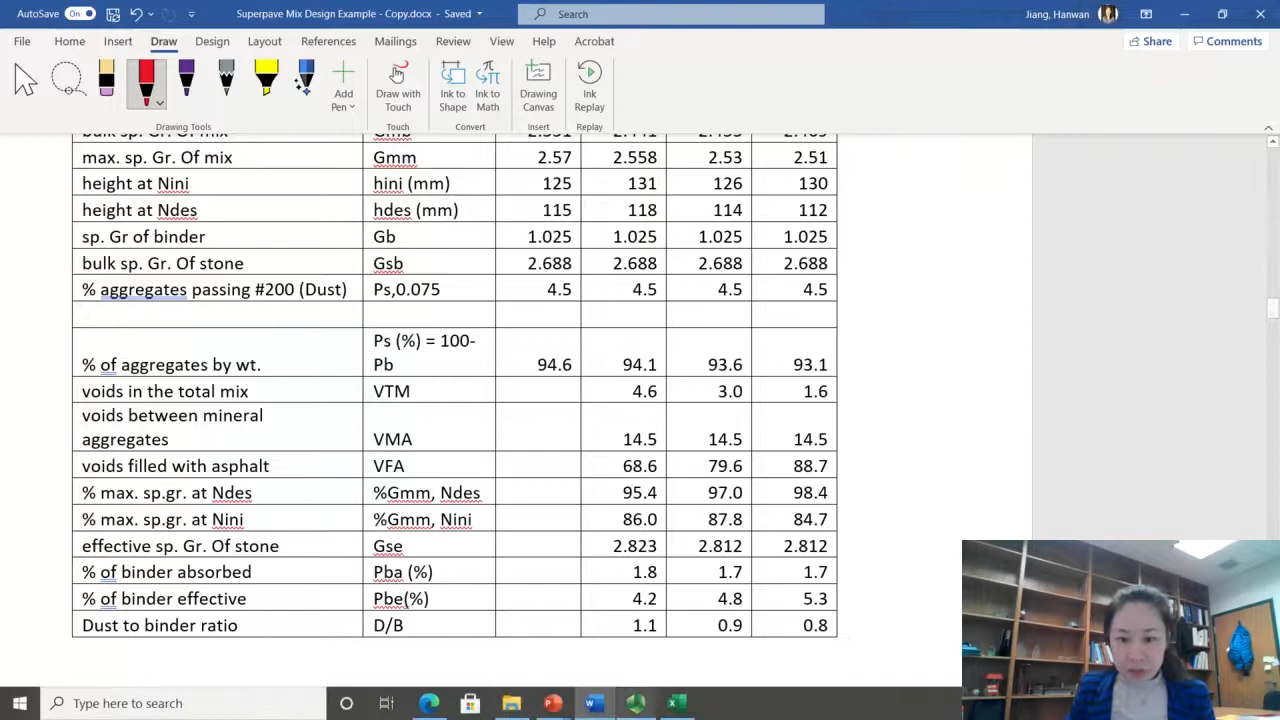 AutoSave On Superpave Mix Design Example - Copy.docx - Saved Search Jiang, Hanwan
File Home Insert Draw Design Layout References Mailings Review View Help Acrobat Share Comments
Add Pen Draw with Touch Ink to Shape Ink to Math Drawing Canvas Ink Replay
Drawing Tools Touch Convert Insert Replay
bulk sp. Gr. Of mix Gmb
max. sp. Gr. Of mix Gmm 2.57 2.558 2.53 2.51
height at Nini hini (mm) 125 131 126 130
height at Ndes hdes (mm) 115 118 114 112
sp. Gr of binder Gb 1.025 1.025 1.025 1.025
bulk sp. Gr. Of stone Gsb 2.688 2.688 2.688 2.688
% aggregates passing #200 (Dust) Ps,0.075 4.5 4.5 4.5 4.5
Ps (%) = 100-
% of aggregates by wt. Pb 94.6 94.1 93.6 93.1
voids in the total mix VTM 4.6 3.0 1.6
voids between mineral
aggregates VMA 14.5 14.5 14.5
voids filled with asphalt VFA 68.6 79.6 88.7
% max. sp.gr. at Ndes %Gmm, Ndes 95.4 97.0 98.4
% max. sp.gr. at Nini %Gmm, Nini 86.0 87.8 84.7
effective sp. Gr. Of stone Gse 2.823 2.812 2.812
% of binder absorbed Pba (%) 1.8 1.7 1.7
% of binder effective Pbe(%) 4.2 4.8 5.3
Dust to binder ratio D/B 1.1 0.9 0.8
Type here to search